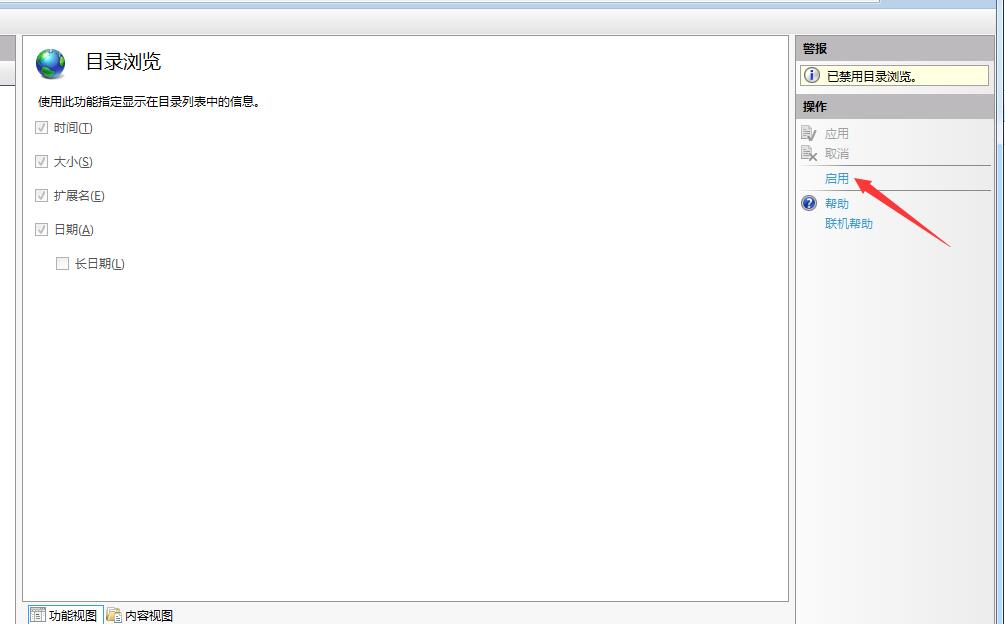 目录浏览
使用此功能指定显示在目录列表中的信息。
时间(T)
大小(S)
扩展名(E)
日期(A)
长日期(L)
功能视图
内容视图
警报
已禁用目录浏览。
操作
应用
取消
启用
帮助
联机帮助